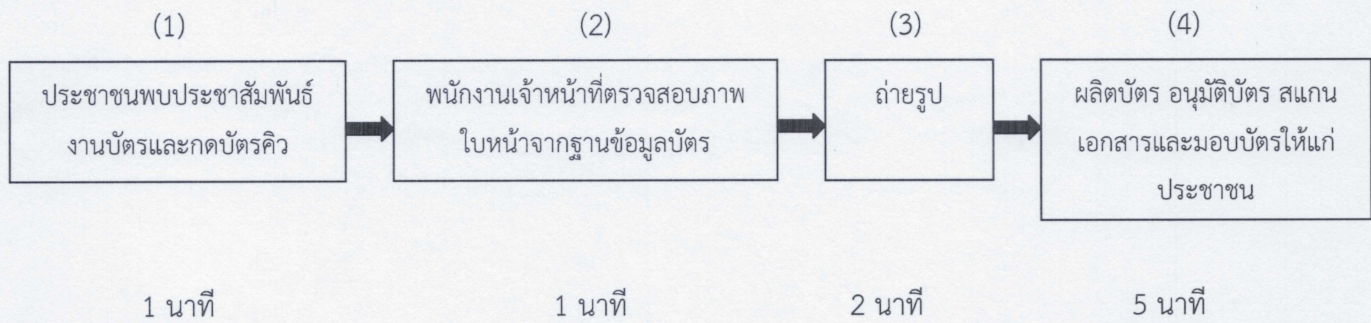 (1)
(2)
(3)
(4)
ประชาชนพบประชาสัมพันธ์
งานบัตรและกดบัตรคิว
พนักงานเจ้าหน้าที่ตรวจสอบภาพ
ใบหน้าจากฐานข้อมูลบัตร
ถ่ายรูป
ผลิตบัตร อนุมัติบัตร สแกน
เอกสารและมอบบัตรให้แก่
ประชาชน
1 นาที
1 นาที
2 นาที
5 นาที